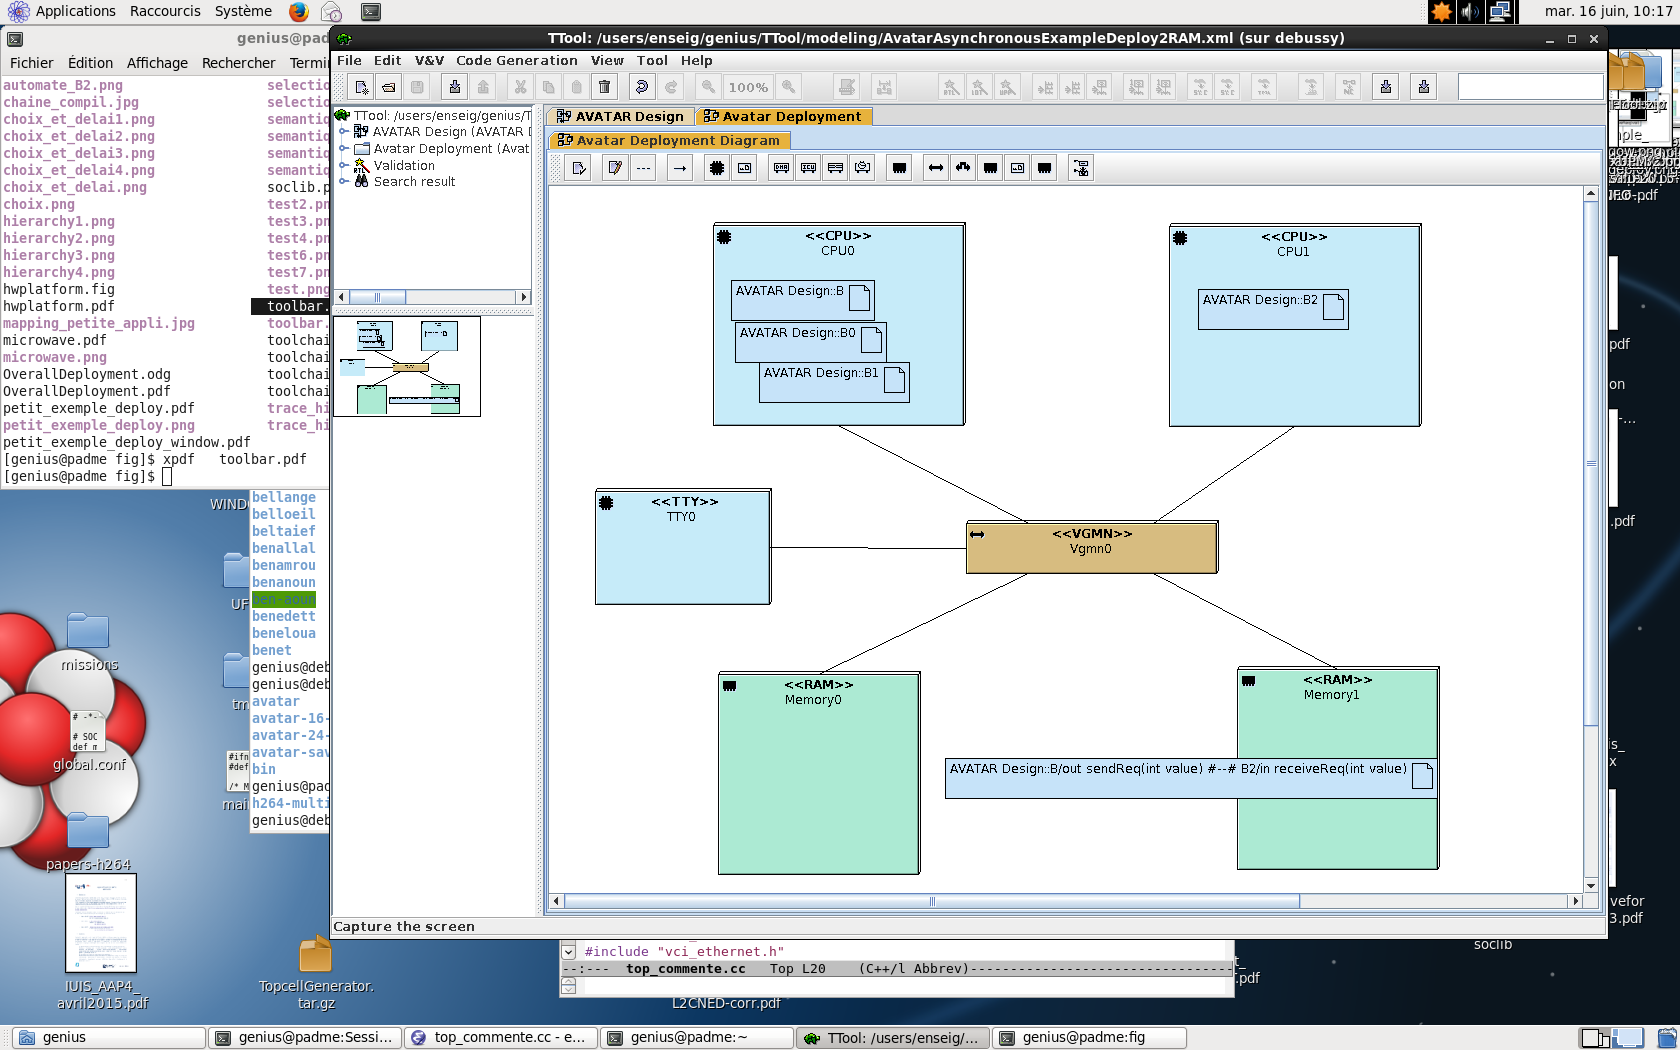 Applications Raccourcis Système
mar. 16 juin, 10:17
genius@pad
Fichier Édition Affichage Rechercher Termi
automate_B2.png selectio
chaine_compil.jpg selectio
choix_et_delai1.png semantic
choix_et_delai2.png semantiq
choix_et_delai3.png semantiq
choix_et_delai4.png semantiq
choix_et_delai.png soclib.p
choix.png test2.pn
hierarchy1.png test3.pn
hierarchy2.png test4.pn
hierarchy3.png test6.pn
hierarchy4.png test7.pn
hwplatform.fig test.png
hwplatform.pdf toolbar.
mapping_petite_appli.jpg toolbar.
microwave.pdf toolchai
microwave.png toolchai
OverallDeployment.odg toolchai
OverallDeployment.pdf toolchai
petit_exemple_deploy.pdf trace_hi
petit_exemple_deploy.png trace_hi
petit_exemple_deploy_window.pdf
[genius@padme fig]$ xpdf toolbar.pdf
[genius@padme fig]$
bellange
belloeil
beltaief
benallal
benamrou
benanoun
ben-aoun
benedett
beneloua
benet
genius@deb
genius@deb
avatar
avatar-16-
avatar-24-
avatar-sav
bin
genius@pad
h264-multi
genius@deb
WIND
UF
tm
#ifn
#def
/* M
mai
missions
# -*-
# SOC
def m
global.conf
papers-h264
IUIS_AAP4_
avril2015.pdf
TopcellGenerator.
tar.gz
TTool: /users/enseig/genius/TTool/modeling/AvatarAsynchronousExampleDeploy2RAM.xml (sur debussy)
File Edit V&V Code Generation View Tool Help
100%
TTool: /users/enseig/genius/T
AVATAR Design (AVATAR D
Avatar Deployment (Avat
Validation
Search result
AVATAR Design Avatar Deployment
Avatar Deployment Diagram
<<CPU>>
CPU0
AVATAR Design::B
AVATAR Design::B0
AVATAR Design::B1
<<CPU>>
CPU1
AVATAR Design::B2
<<TTY>>
TTY0
<<VGMN>>
Vgmn0
<<RAM>>
Memory0
<<RAM>>
Memory1
AVATAR Design::B/out sendReq(int value) #--# B2/in receiveReq(int value)
Capture the screen
#include "vci_ethernet.h"
--:--- top_commente.cc Top L20 (C++/l Abbrev)
L2CNED-corr.pdf
soclib
.pdf
vefor
3.pdf
genius genius@padme:Sessi... top_commente.cc - e... genius@padme:~ TTool: /users/enseig/... genius@padme:fig